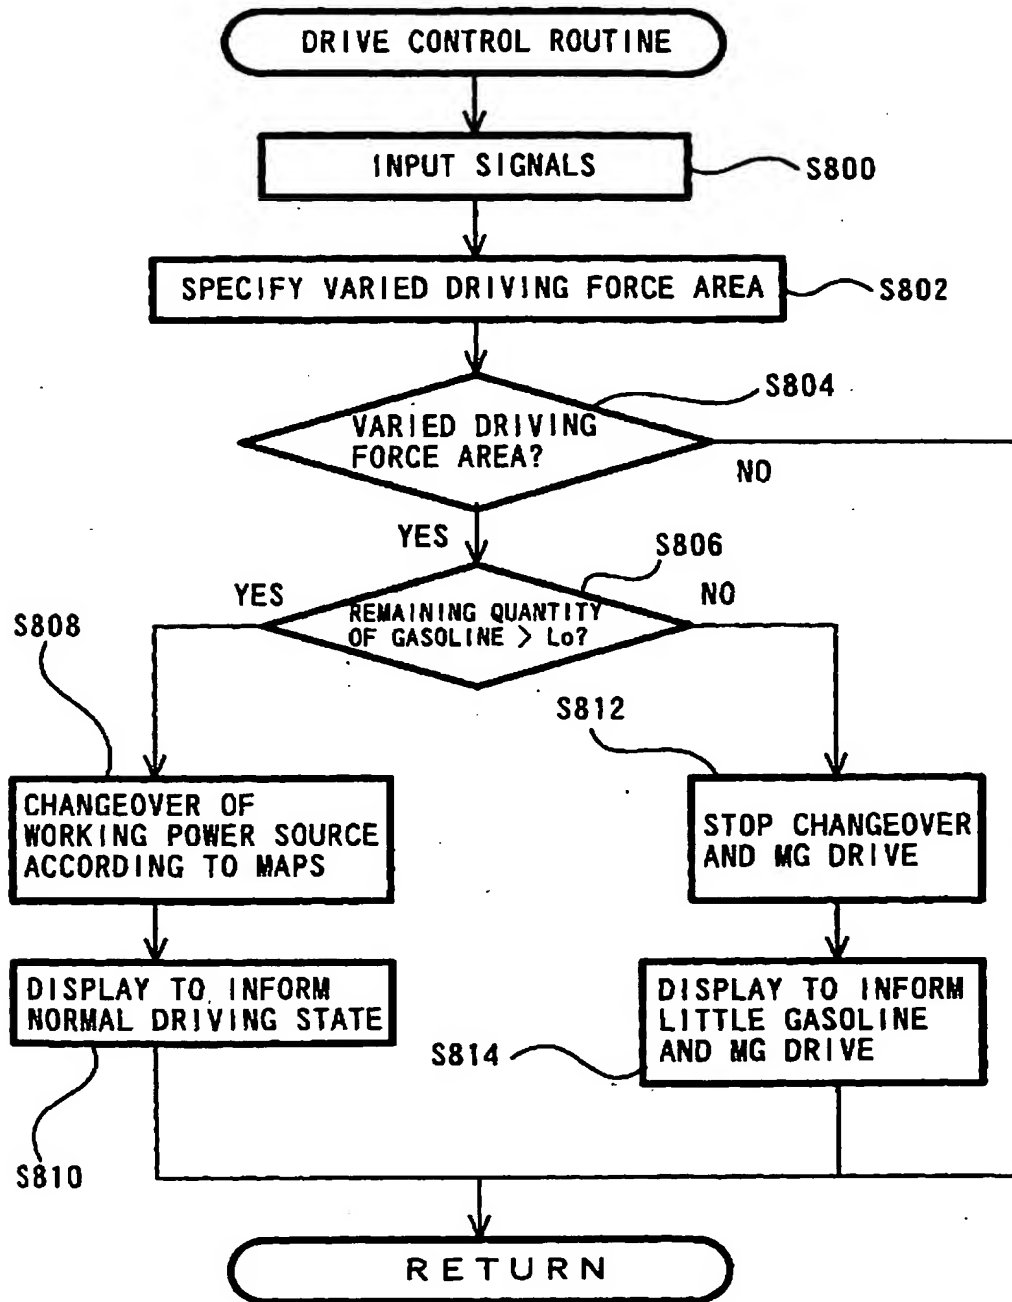 DRIVE CONTROL ROUTINE
INPUT SIGNALS
S800
SPECIFY VARIED DRIVING FORCE AREA
S802
S804
VARIED DRIVING
FORCE AREA?
NO
YES
S806
YES
NO
REMAINING QUANTITY
OF GASOLINE > Lo?
S808
S812
CHANGEOVER OF
WORKING POWER SOURCE
ACCORDING TO MAPS
STOP CHANGEOVER
AND MG DRIVE
DISPLAY TO INFORM
NORMAL DRIVING STATE
DISPLAY TO INFORM
LITTLE GASOLINE
AND MG DRIVE
S814
S810
RETURN